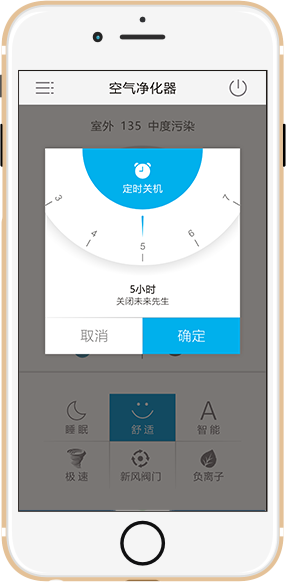 空气净化器
室外 135 中度污染
定时关机
3 4 5 6 7
5小时
关闭未来先生
取消 确定
睡眠 舒适 A 智能
极速 新风阀门 负离子